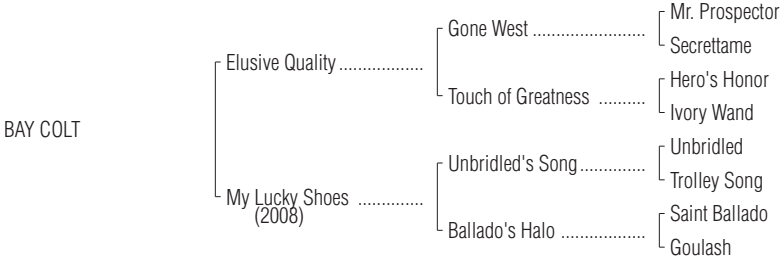 Mr. Prospector
Gone West ........................
Secrettame
Elusive Quality ..................
Hero's Honor
Touch of Greatness ..........
Ivory Wand
BAY COLT
Unbridled
Unbridled's Song ..............
Trolley Song
My Lucky Shoes ..............
(2008)
Saint Ballado
Ballado's Halo ..................
Goulash